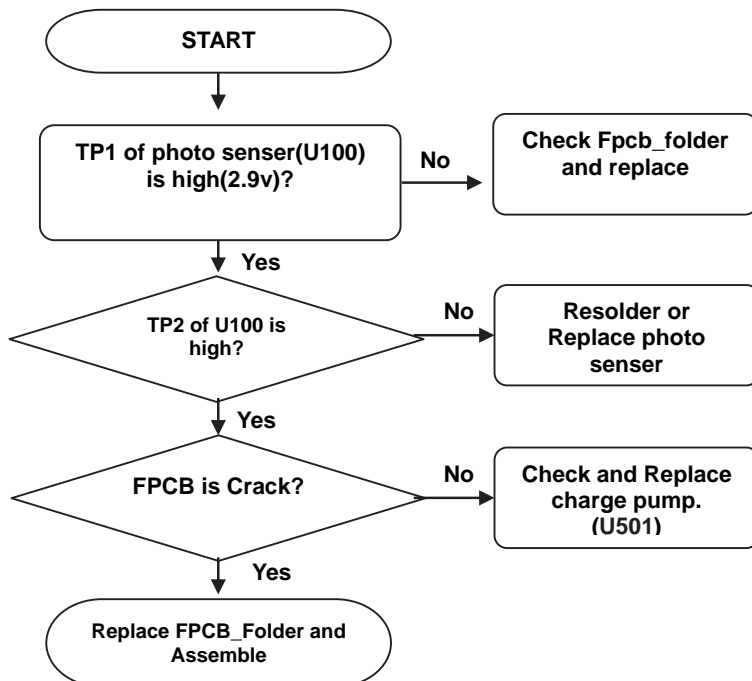 START
TP1 of photo senser(U100)
is high(2.9v)?
No
Check Fpcb_folder
and replace
Yes
TP2 of U100 is
high?
No
Resolder or
Replace photo
senser
Yes
FPCB is Crack?
No
Check and Replace
charge pump.
(U501)
Yes
Replace FPCB_Folder and
Assemble